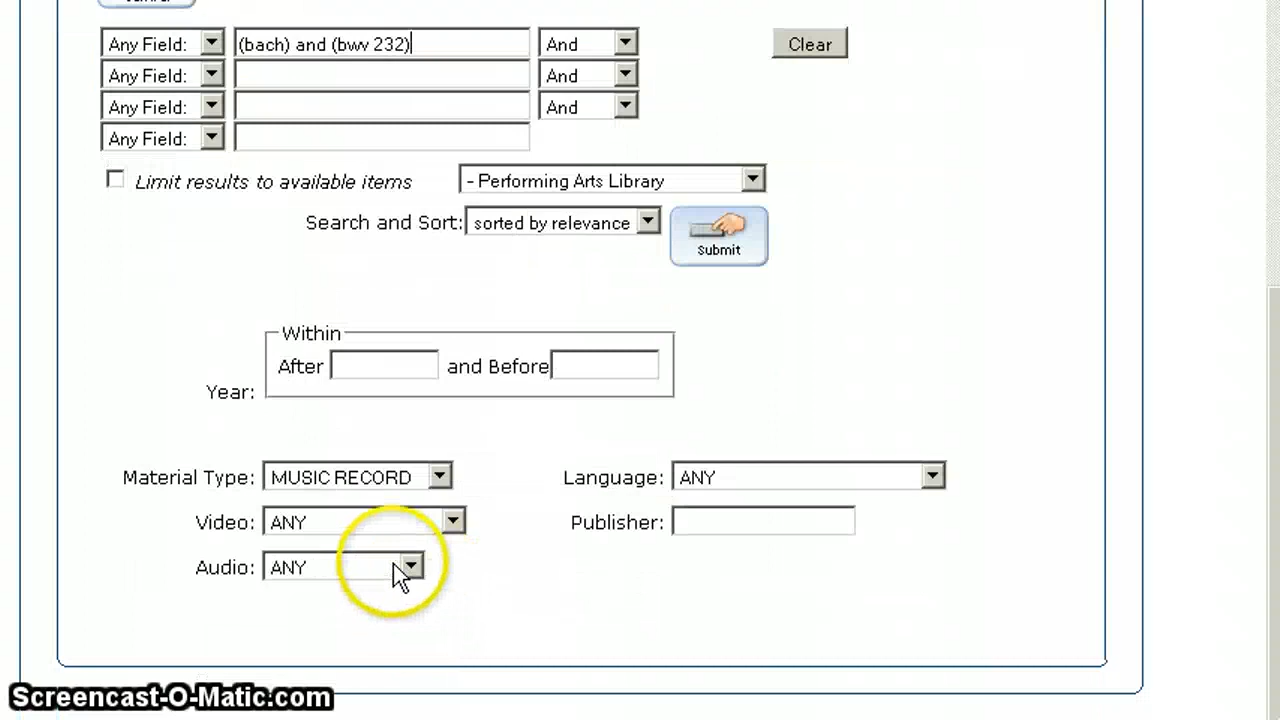 Any Field: (bach) and (bwv 232) And Clear
Any Field: And
Any Field: And
Any Field:
Limit results to available items - Performing Arts Library
Search and Sort: sorted by relevance submit
Within
After and Before
Year:
Material Type: MUSIC RECORD Language: ANY
Video: ANY Publisher:
Audio: ANY
Screencast-O-Matic.com